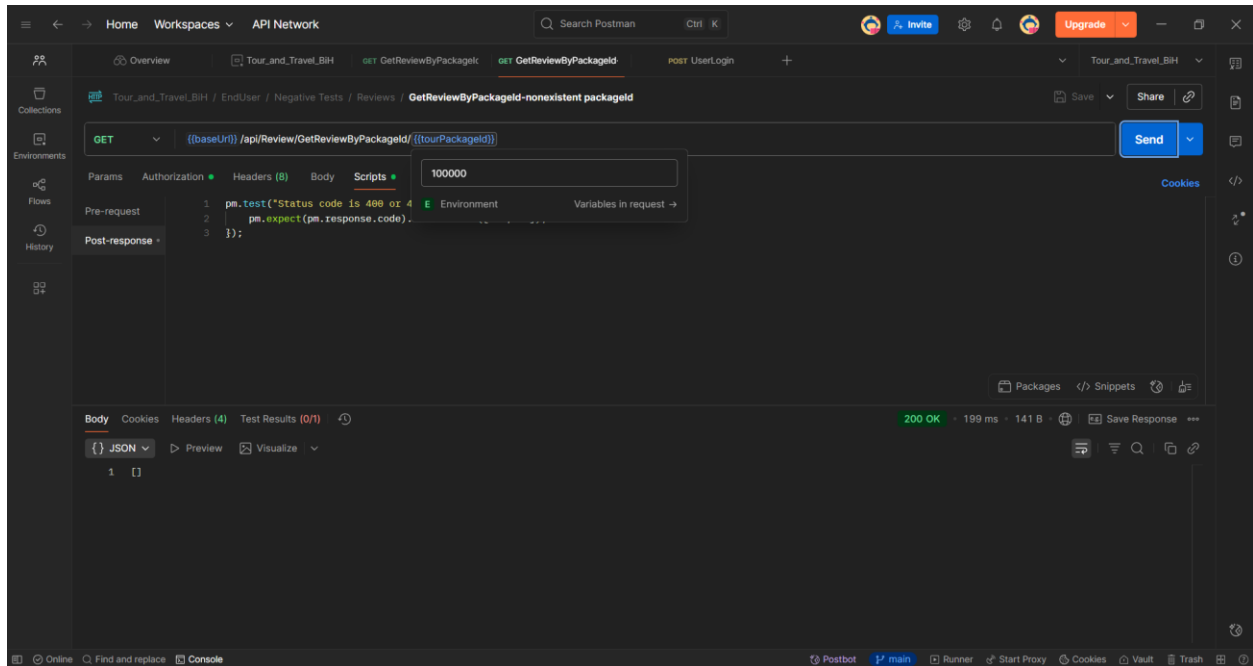 Home Workspaces API Network Search Postman Ctrl K Invite Upgrade
Overview Tour_and_Travel_BiH GET GetReviewByPackageIc GET GetReviewByPackageId- POST UserLogin Tour_and_Travel_BiH
Collections
Environments
Flows
History
HTTP Tour_and_Travel_BiH / EndUser / Negative Tests / Reviews / GetReviewByPackageId-nonexistent packageId Save Share
GET {{baseUrl}} /api/Review/GetReviewByPackageId/ {{tourPackageId}} Send
Params Authorization Headers (8) Body Scripts Cookies
100000
E Environment Variables in request →
Pre-request
Post-response
1 pm.test("Status code is 400 or 4
2 pm.expect(pm.response.code).
3 });
Packages </> Snippets
Body Cookies Headers (4) Test Results (0/1) 200 OK 199 ms 141 B Save Response
{} JSON Preview Visualize
1 []
Online Find and replace Console Postbot main Runner Start Proxy Cookies Vault Trash